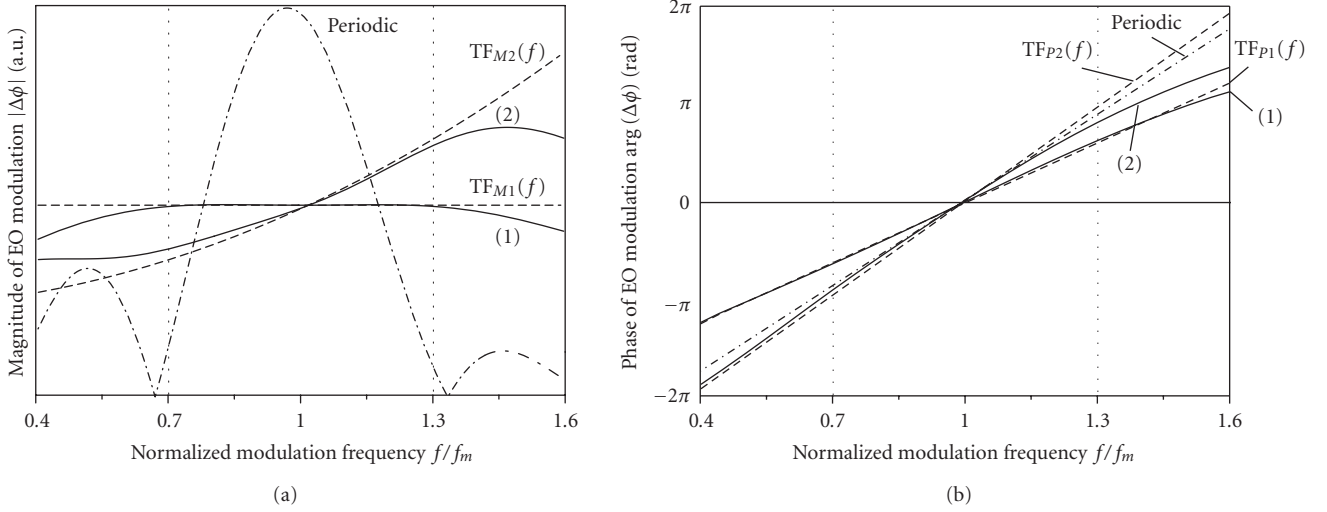 Magnitude of EO modulation |Δϕ| (a.u.)
Periodic
TF_{M2}(f)
(2)
TF_{M1}(f)
(1)
0.4 0.7 1 1.3 1.6
Normalized modulation frequency f/f_m
(a)
Phase of EO modulation arg (Δϕ) (rad)
2π
π
0
−π
−2π
Periodic
TF_{P2}(f)
TF_{P1}(f)
(1)
(2)
0.4 0.7 1 1.3 1.6
Normalized modulation frequency f/f_m
(b)